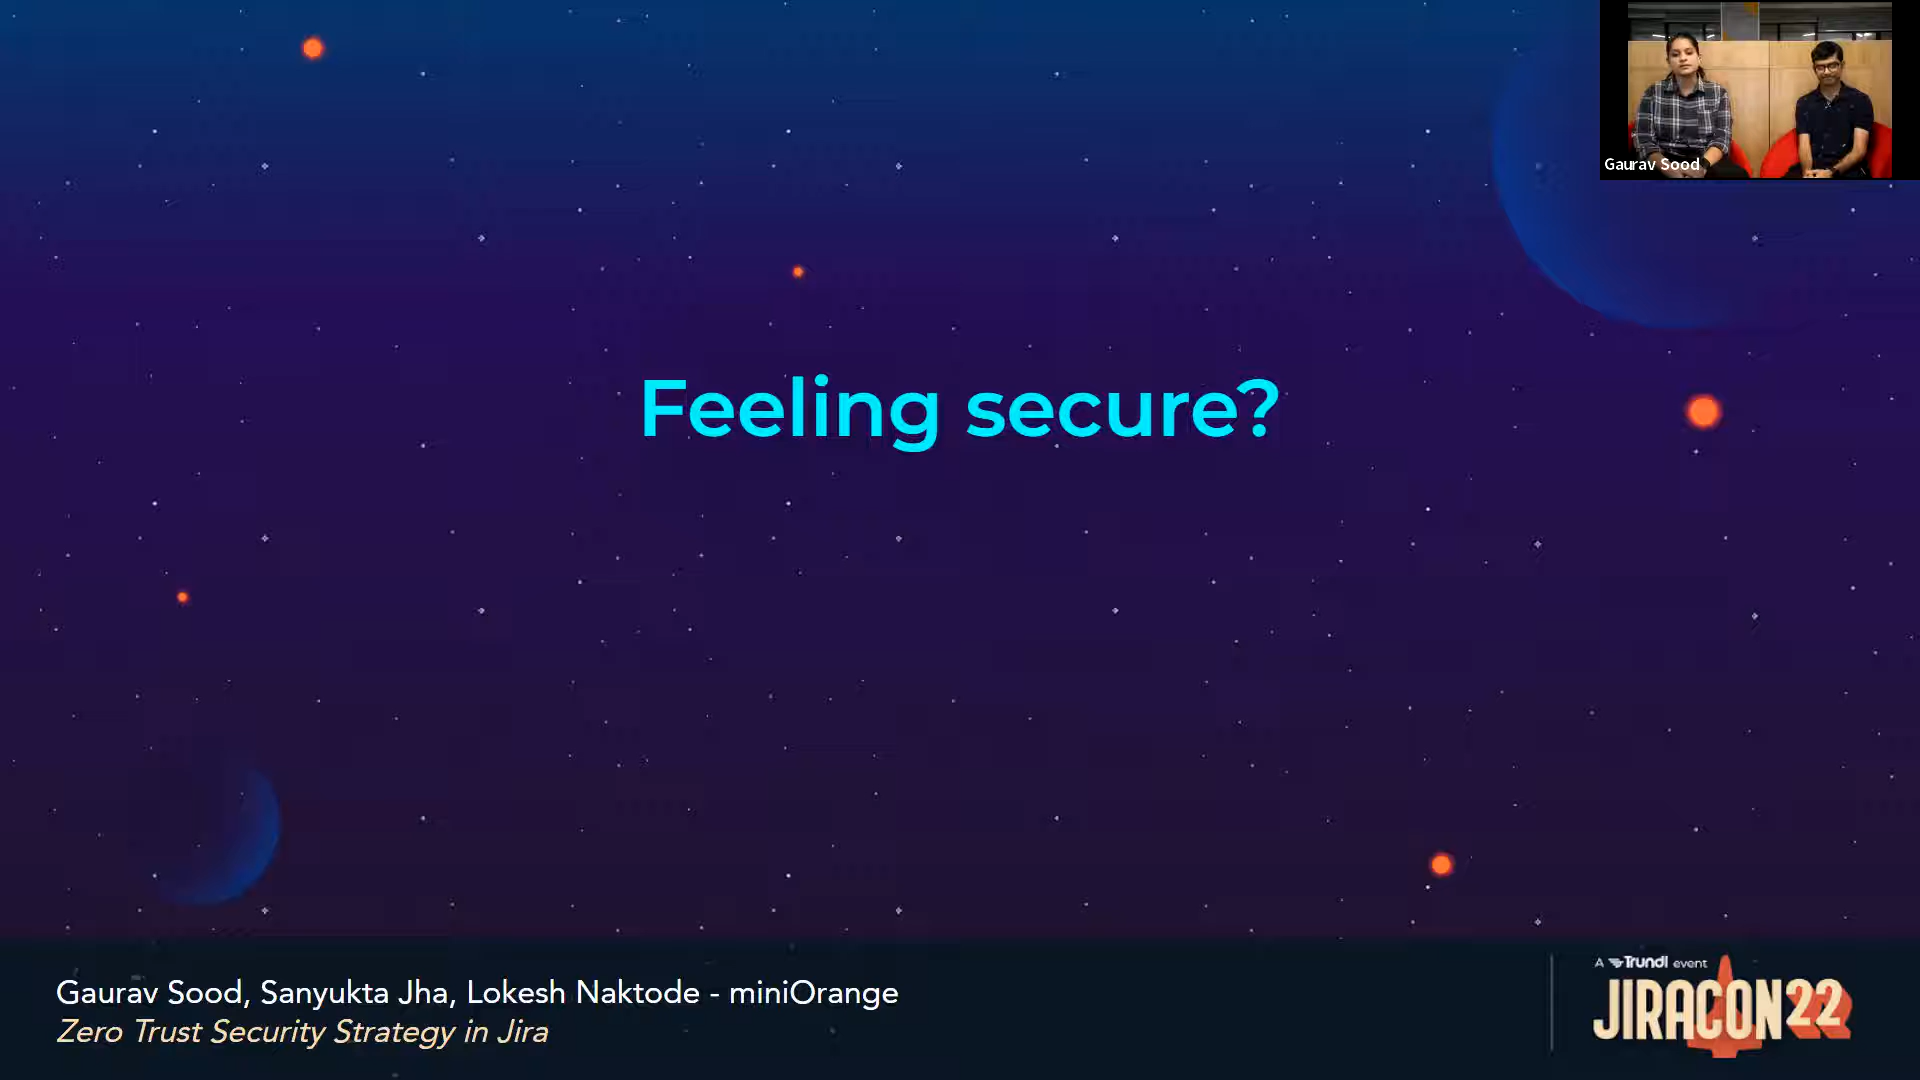 Gaurav Sood
Feeling secure?
Gaurav Sood, Sanyukta Jha, Lokesh Naktode - miniOrange
Zero Trust Security Strategy in Jira
A Trundl event
JIRACON22